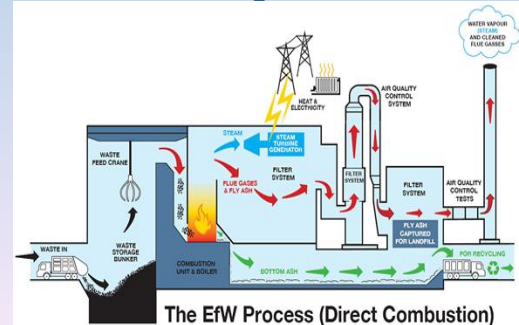 WATER VAPOUR
(STEAM)
AND CLEANED
FLUE GASSES
AIR QUALITY
CONTROL
SYSTEM
HEAT &
ELECTRICITY
STEAM
STEAM
TURBINE
GENERATOR
WASTE
FEED CRANE
FLUE GASES
& FLY ASH
FILTER
SYSTEM
FILTER
SYSTEM
FILTER
SYSTEM
AIR QUALITY
CONTROL
TESTS
FLY ASH
CAPTURED
FOR LANDFILL
WASTE IN
WASTE
STORAGE
BUNKER
COMBUSTION
UNIT & BOILER
BOTTOM ASH
FOR RECYCLING
The EfW Process (Direct Combustion)